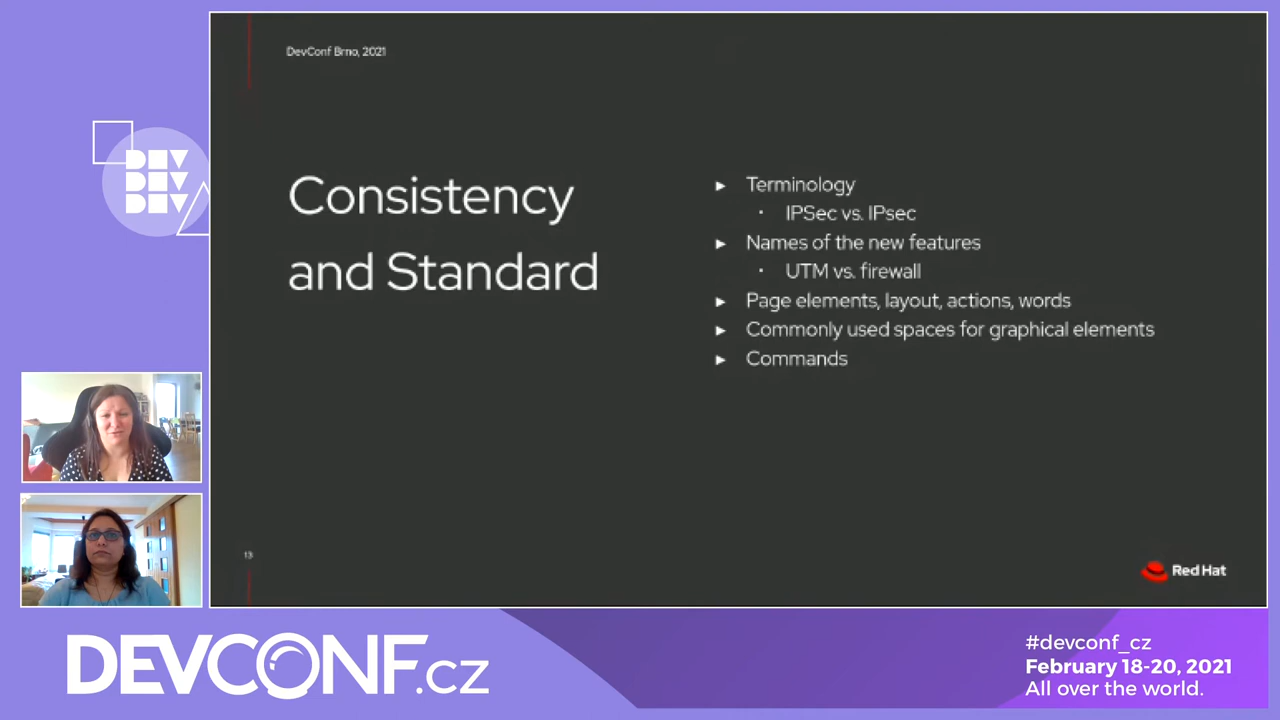 DevConf Brno, 2021
DEV
DEV
DEV
Consistency
and Standard
► Terminology
• IPSec vs. IPsec
► Names of the new features
• UTM vs. firewall
► Page elements, layout, actions, words
► Commonly used spaces for graphical elements
► Commands
13
Red Hat
DEVCONF.cz
#devconf_cz
February 18-20, 2021
All over the world.